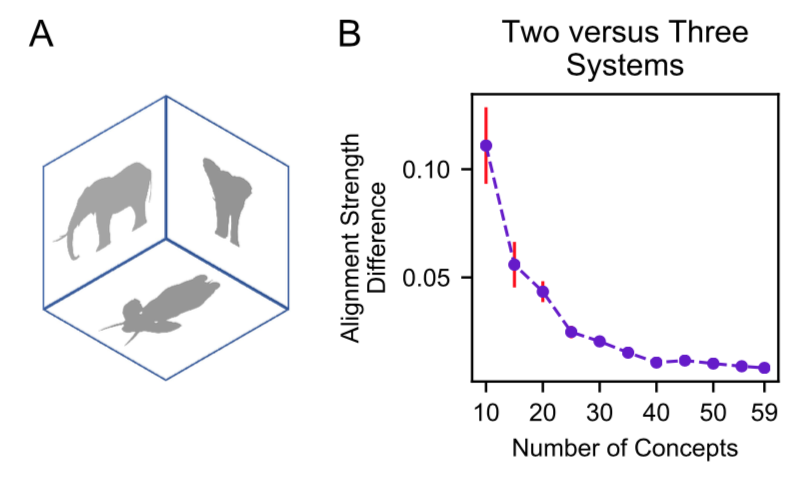 A
B
Two versus Three
Systems
Alignment Strength
Difference
0.10
0.05
10
20
30
40
50
59
Number of Concepts